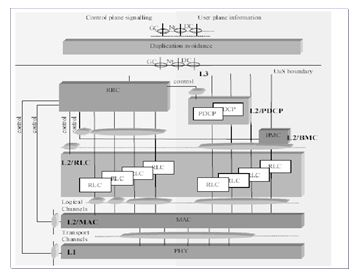 Control plane signalling
User plane information
GC Nt DC
Duplication avoidance
GC Nt DC
UuS boundary
L3
control
RRC
PDCP
PDCP
L2/PDCP
control
control
control
control
BMC
L2/BMC
L2/RLC
RLC
RLC
RLC
RLC
RLC
RLC
RLC
RLC
Logical
Channels
L2/MAC
MAC
Transport
Channels
L1
PHY